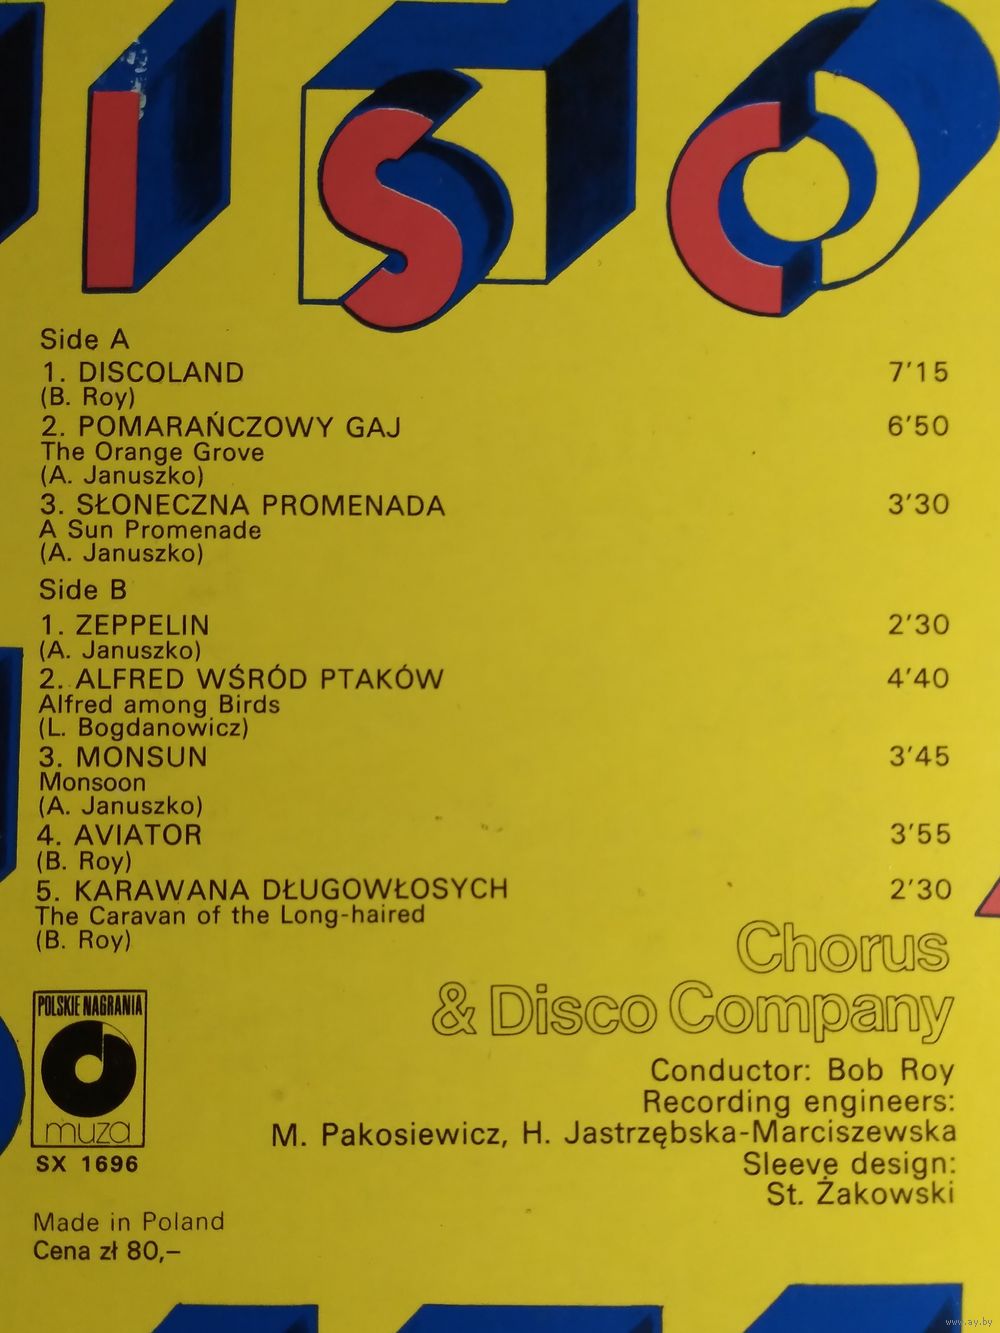 ISCO
Side A
1. DISCOLAND 7'15
(B. Roy)
2. POMARAŃCZOWY GAJ 6'50
The Orange Grove
(A. Januszko)
3. SŁONECZNA PROMENADA 3'30
A Sun Promenade
(A. Januszko)
Side B
1. ZEPPELIN 2'30
(A. Januszko)
2. ALFRED WŚRÓD PTAKÓW 4'40
Alfred among Birds
(L. Bogdanowicz)
3. MONSUN 3'45
Monsoon
(A. Januszko)
4. AVIATOR 3'55
(B. Roy)
5. KARAWANA DŁUGOWŁOSYCH 2'30
The Caravan of the Long-haired
(B. Roy)
Chorus
& Disco Company
Conductor: Bob Roy
Recording engineers:
M. Pakosiewicz, H. Jastrzębska-Marciszewska
Sleeve design:
St. Żakowski
POLSKIE NAGRANIA
muza
SX 1696
Made in Poland
Cena zł 80,–
www.ay.by